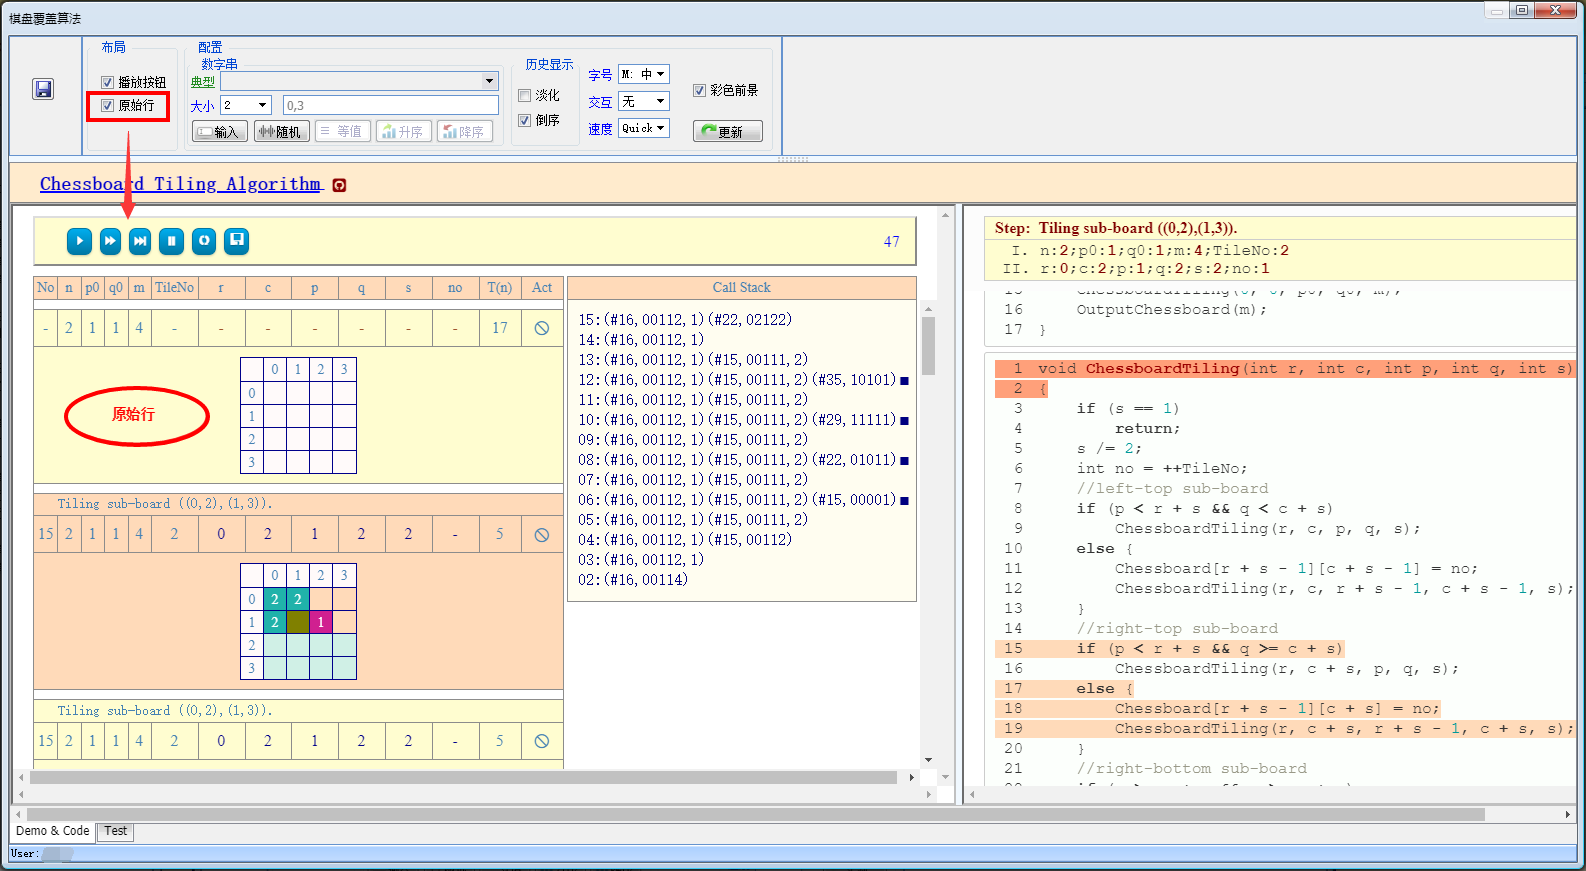 棋盘覆盖算法
布局
播放按钮
原始行
配置
数字串
典型
大小 2 0,3
输入 随机 等值 升序 降序
历史显示
淡化
倒序
字号 M: 中
交互 无
速度 Quick
彩色前景
更新
Chessboard Tiling Algorithm
47
No n p0 q0 m TileNo r c p q s no T(n) Act
- 2 1 1 4 - - - - - - - 17
0 1 2 3
0
1
2
3
原始行
Tiling sub-board ((0,2),(1,3)).
15 2 1 1 4 2 0 2 1 2 2 - 5
0 1 2 3
0 2 2
1 2 1
2
3
Tiling sub-board ((0,2),(1,3)).
15 2 1 1 4 2 0 2 1 2 2 - 5
Call Stack
15:(#16,00112,1)(#22,02122)
14:(#16,00112,1)
13:(#16,00112,1)(#15,00111,2)
12:(#16,00112,1)(#15,00111,2)(#35,10101)■
11:(#16,00112,1)(#15,00111,2)
10:(#16,00112,1)(#15,00111,2)(#29,11111)■
09:(#16,00112,1)(#15,00111,2)
08:(#16,00112,1)(#15,00111,2)(#22,01011)■
07:(#16,00112,1)(#15,00111,2)
06:(#16,00112,1)(#15,00111,2)(#15,00001)■
05:(#16,00112,1)(#15,00111,2)
04:(#16,00112,1)(#15,00112)
03:(#16,00112,1)
02:(#16,00114)
Step: Tiling sub-board ((0,2),(1,3)).
I. n:2;p0:1;q0:1;m:4;TileNo:2
II. r:0;c:2;p:1;q:2;s:2;no:1
15 ChessboardTiling(0, 0, p0, q0, m);
16 OutputChessboard(m);
17 }
1 void ChessboardTiling(int r, int c, int p, int q, int s)
2 {
3 if (s == 1)
4 return;
5 s /= 2;
6 int no = ++TileNo;
7 //left-top sub-board
8 if (p < r + s && q < c + s)
9 ChessboardTiling(r, c, p, q, s);
10 else {
11 Chessboard[r + s - 1][c + s - 1] = no;
12 ChessboardTiling(r, c, r + s - 1, c + s - 1, s);
13 }
14 //right-top sub-board
15 if (p < r + s && q >= c + s)
16 ChessboardTiling(r, c + s, p, q, s);
17 else {
18 Chessboard[r + s - 1][c + s] = no;
19 ChessboardTiling(r, c + s, r + s - 1, c + s, s);
20 }
21 //right-bottom sub-board
Demo & Code Test
User: